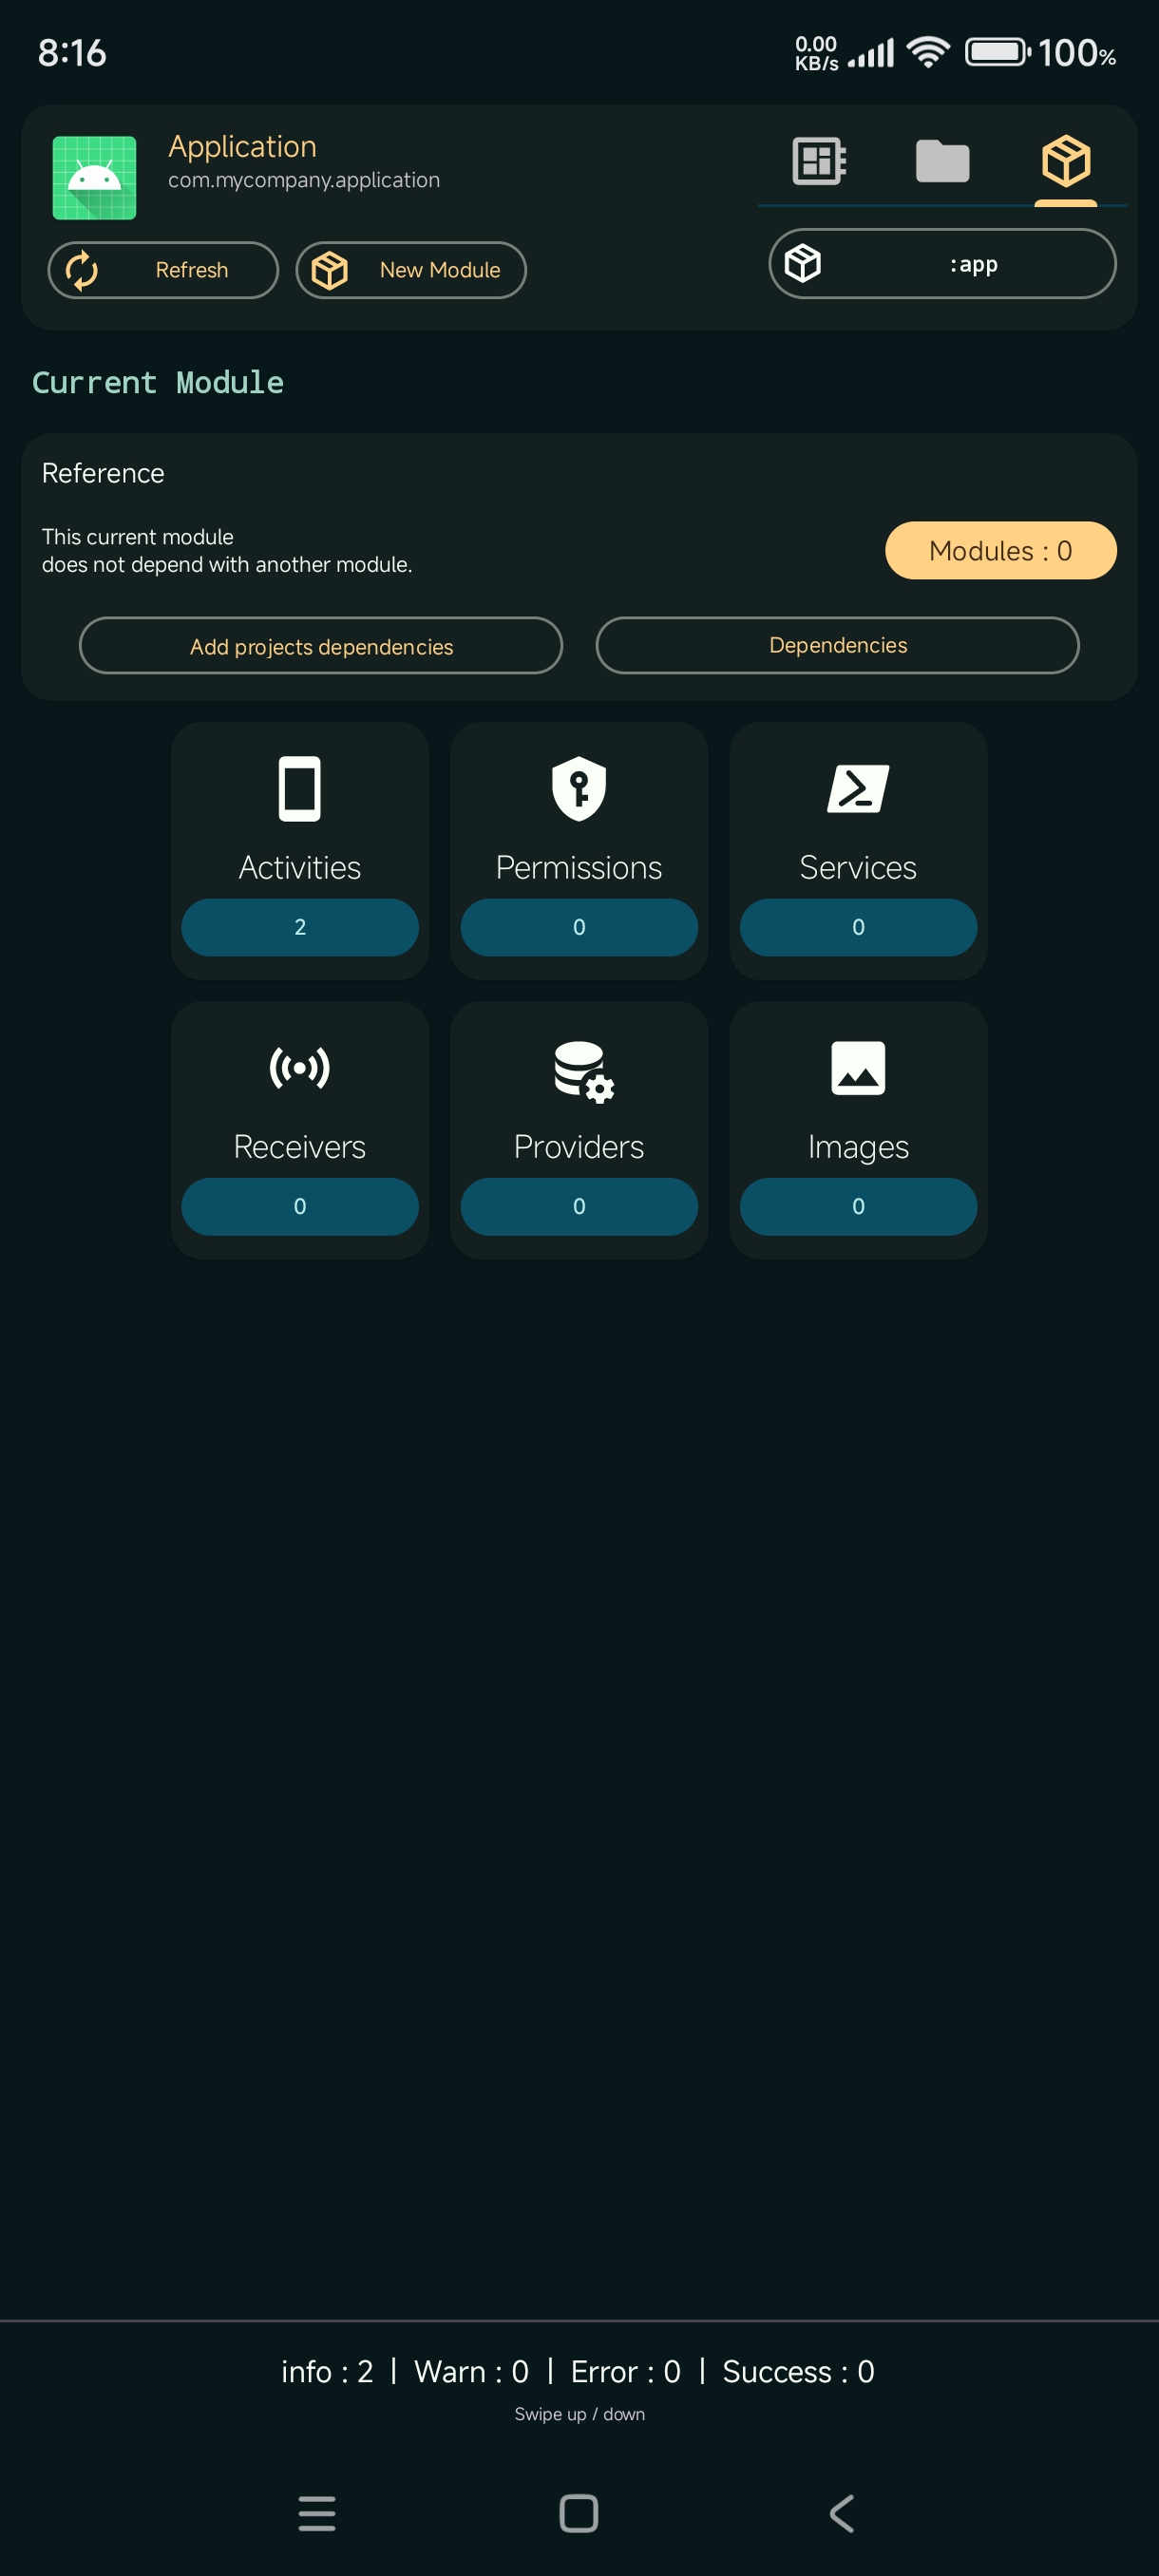 8:16
0.00
KB/s
100%
Application
com.mycompany.application
Refresh
New Module
:app
Current Module
Reference
This current module
does not depend with another module.
Modules : 0
Add projects dependencies
Dependencies
Activities
Permissions
Services
2
0
0
Receivers
Providers
Images
0
0
0
info : 2 | Warn : 0 | Error : 0 | Success : 0
Swipe up / down